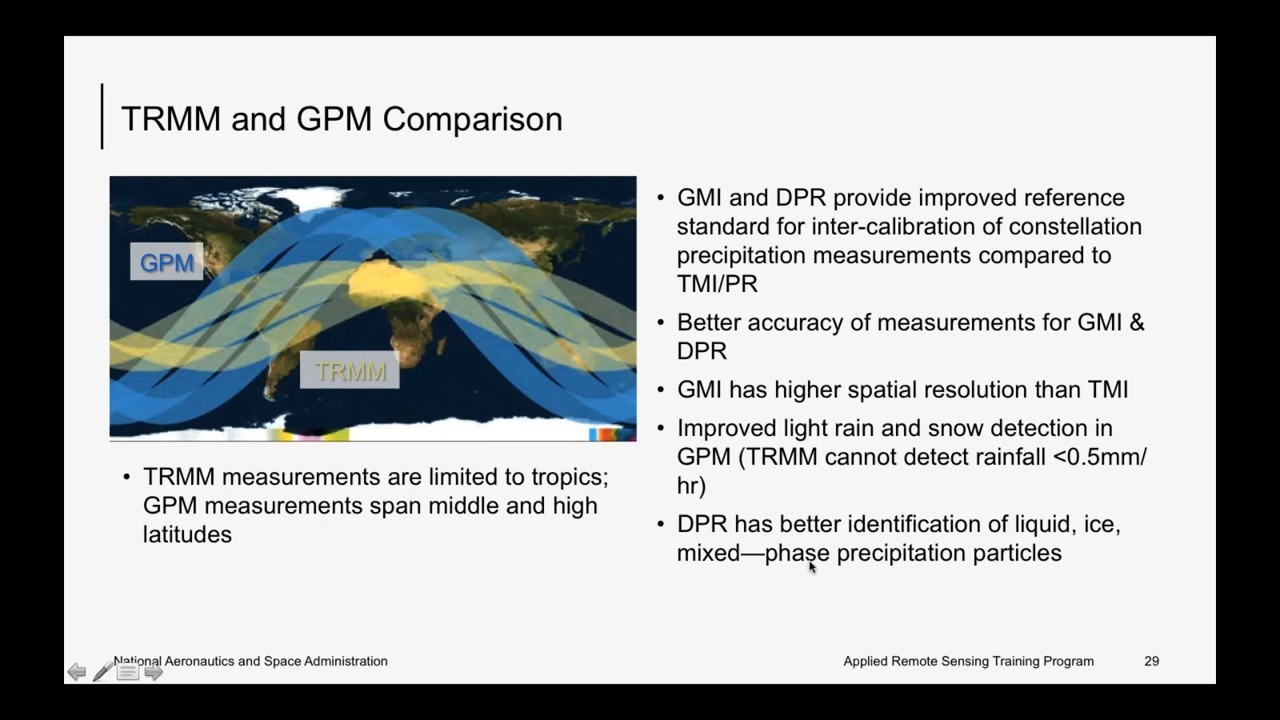 TRMM and GPM Comparison
GPM
TRMM
• TRMM measurements are limited to tropics;
GPM measurements span middle and high
latitudes
• GMI and DPR provide improved reference
standard for inter-calibration of constellation
precipitation measurements compared to
TMI/PR
• Better accuracy of measurements for GMI &
DPR
• GMI has higher spatial resolution than TMI
• Improved light rain and snow detection in
GPM (TRMM cannot detect rainfall <0.5mm/
hr)
• DPR has better identification of liquid, ice,
mixed—phase precipitation particles
National Aeronautics and Space Administration
Applied Remote Sensing Training Program
29